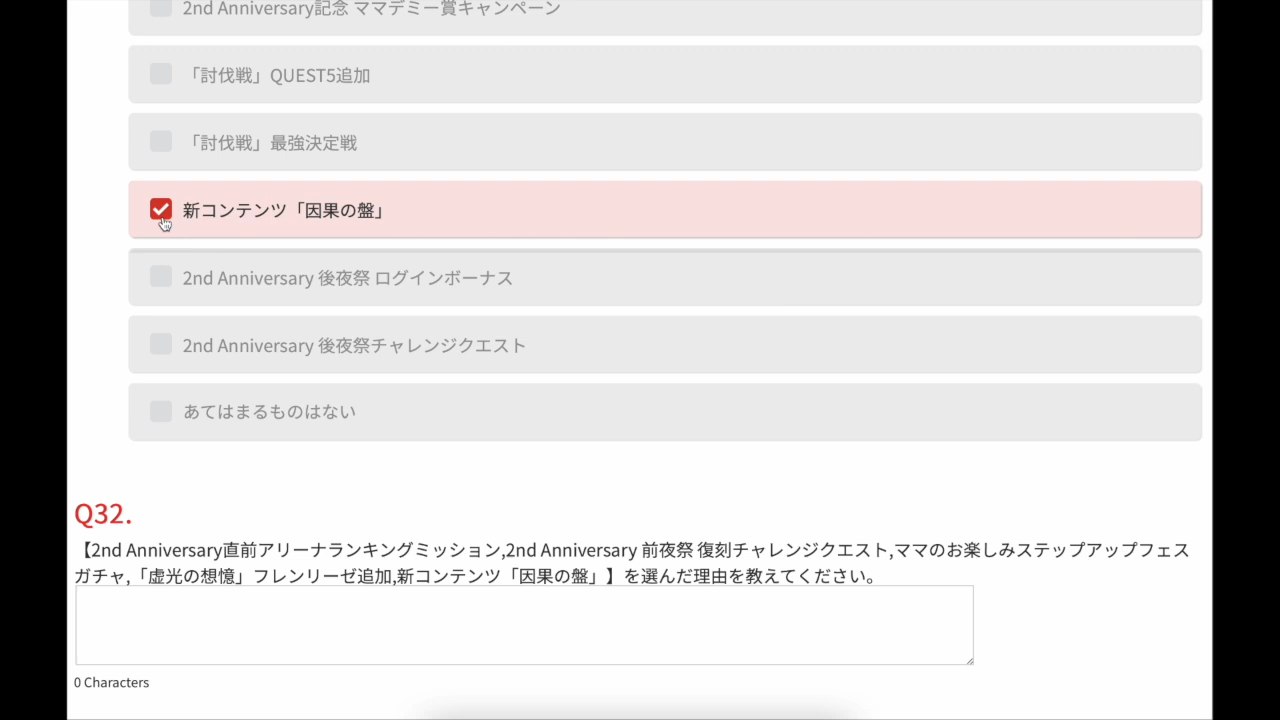 2nd Anniversary記念 ママデミー賞キャンペーン
「討伐戦」QUEST5追加
「討伐戦」最強決定戦
新コンテンツ「因果の盤」
2nd Anniversary 後夜祭 ログインボーナス
2nd Anniversary 後夜祭チャレンジクエスト
あてはまるものはない
Q32.
【2nd Anniversary直前アリーナランキングミッション,2nd Anniversary 前夜祭 復刻チャレンジクエスト,ママのお楽しみステップアップフェス
ガチャ,「虚光の想憶」フレンリーゼ追加,新コンテンツ「因果の盤」】を選んだ理由を教えてください。
0 Characters